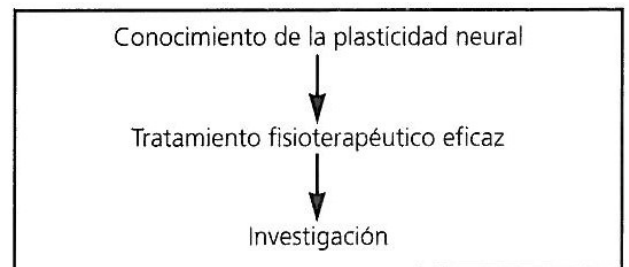 Conocimiento de la plasticidad neural
Tratamiento fisioterapéutico eficaz
Investigación